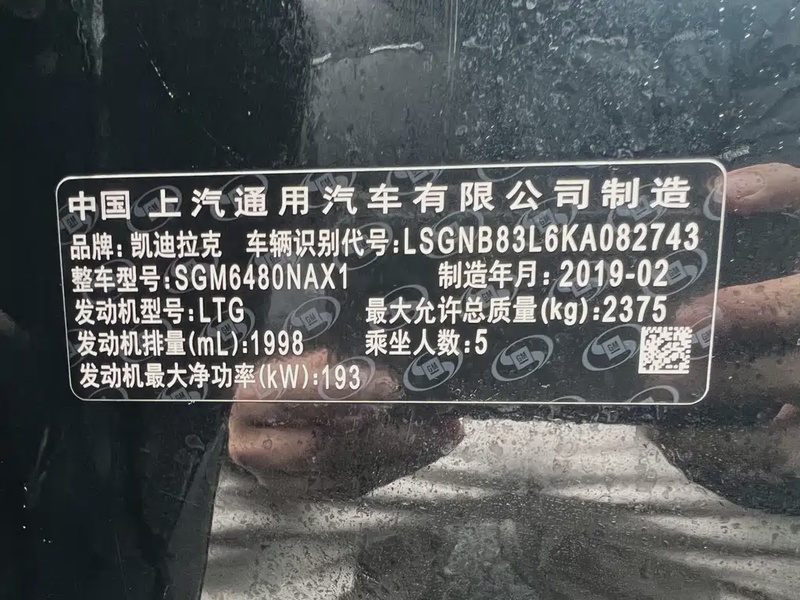 中国 上汽通用汽车有限公司制造
品牌:凯迪拉克 车辆识别代号:LSGNB83L6KA082743
整车型号:SGM6480NAX1 制造年月:2019-02
发动机型号:LTG 最大允许总质量(kg):2375
发动机排量(mL):1998 乘坐人数:5
发动机最大净功率(kW):193